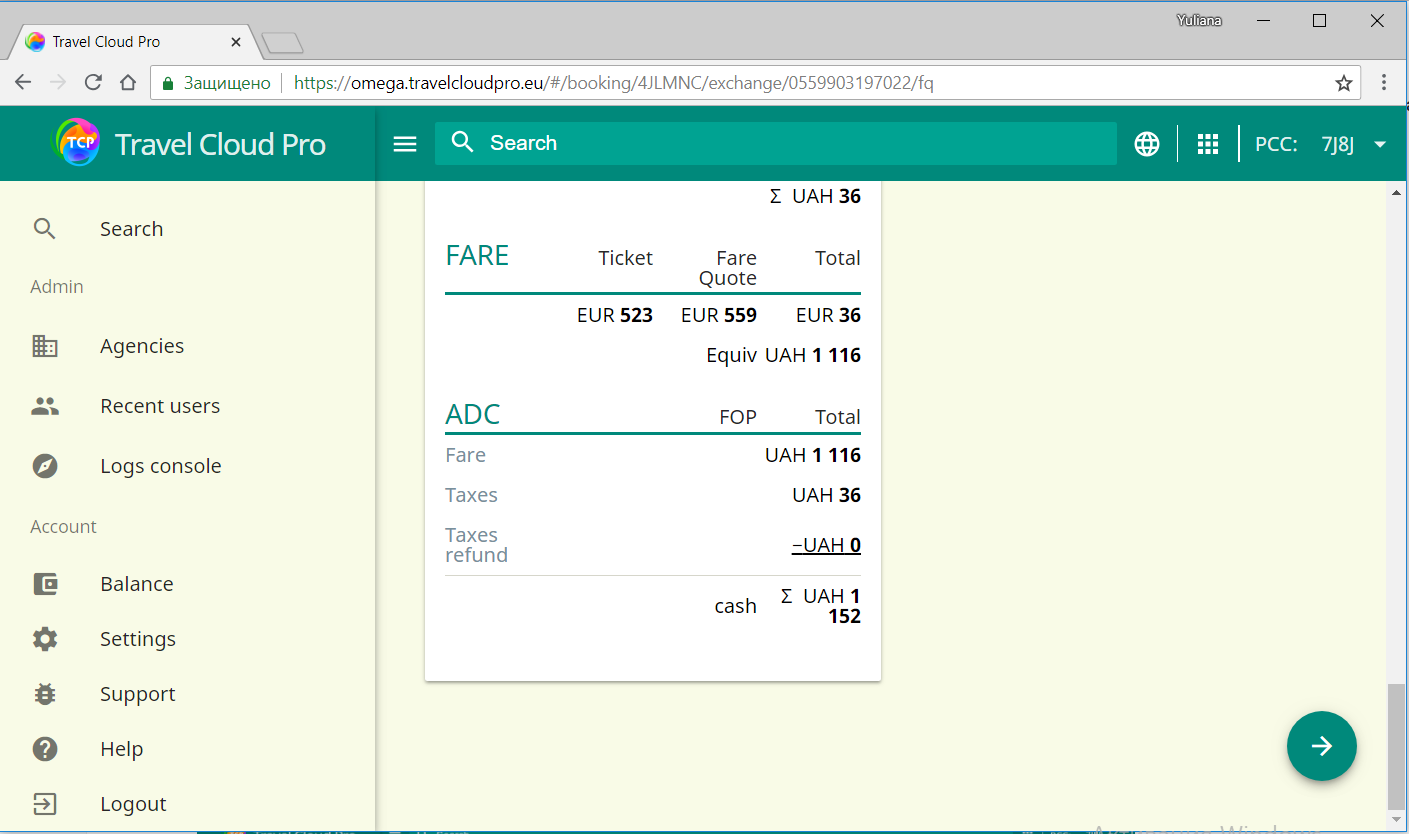 Yuliana
Travel Cloud Pro
Защищено https://omega.travelcloudpro.eu/#/booking/4JLMNC/exchange/0559903197022/fq
TCP Travel Cloud Pro
Search
PCC: 7J8J
Search
Admin
Agencies
Recent users
Logs console
Account
Balance
Settings
Support
Help
Logout
Σ UAH 36
FARE Ticket Fare Total
Quote
EUR 523 EUR 559 EUR 36
Equiv UAH 1 116
ADC FOP Total
Fare UAH 1 116
Taxes UAH 36
Taxes
refund −UAH 0
cash Σ UAH 1
152